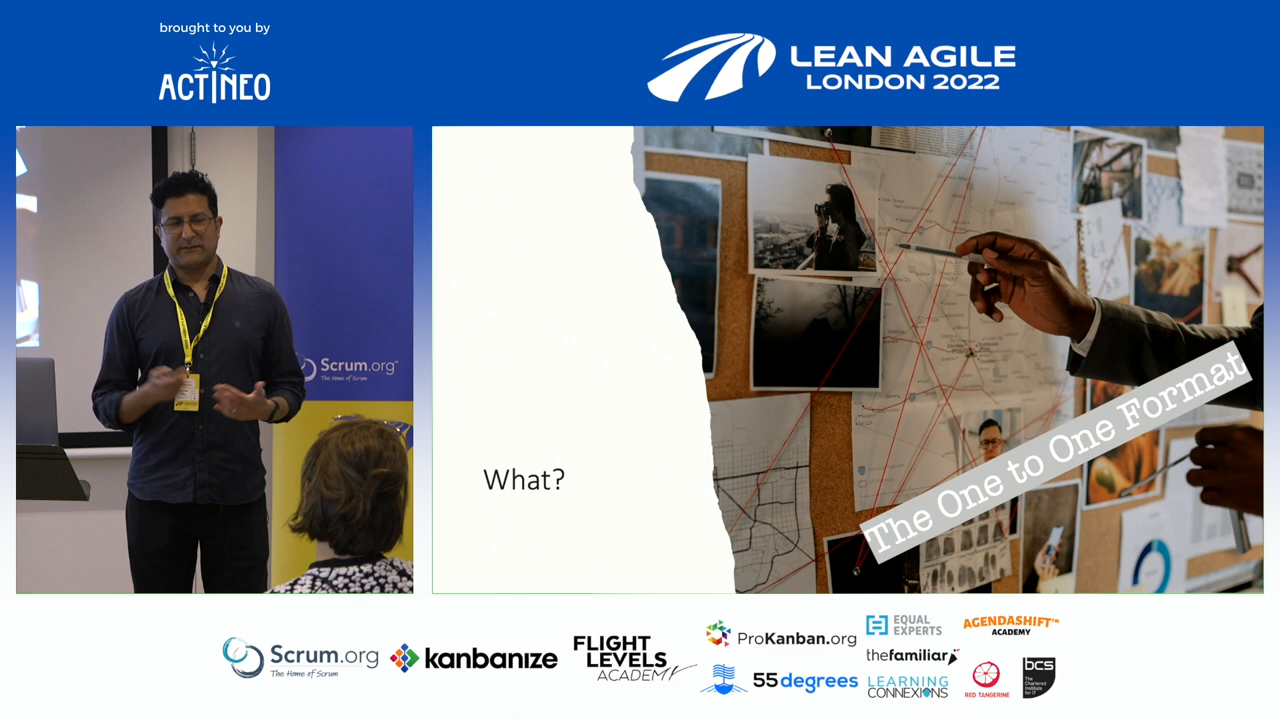 brought to you by
ACTINEO
LEAN AGILE
LONDON 2022
Scrum.org™
The Home of Scrum
What?
The One to One Format
Scrum.org
The Home of Scrum
kanbanize
FLIGHT
LEVELS
ACADEMY
ProKanban.org
55degrees
EQUAL
EXPERTS
thefamiliar
LEARNING
CONNEXIONS
AGENDASHIFT™
ACADEMY
RED TANGERINE
bcs
The
Chartered
Institute
for IT